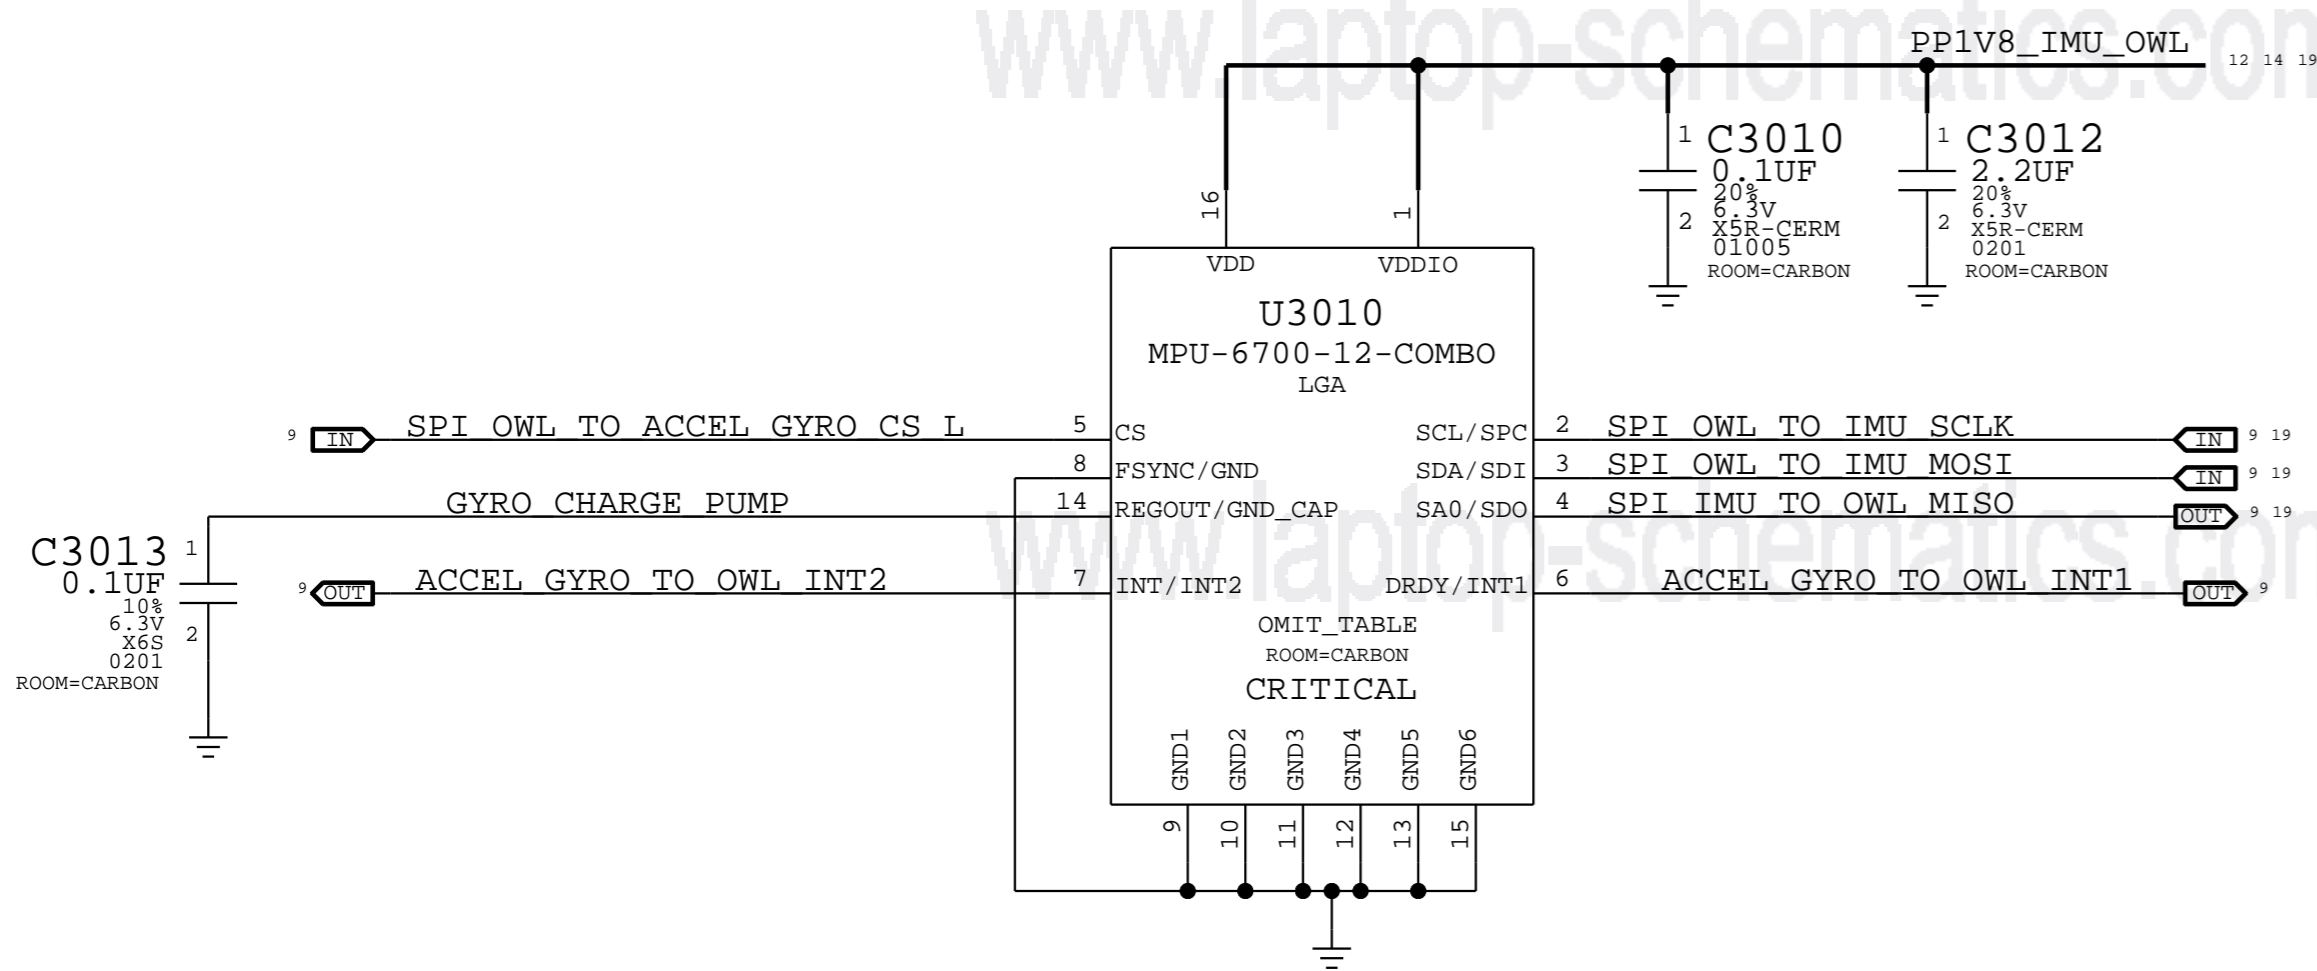 www.laptop-schematics.com
PP1V8_IMU_OWL
12 14 19
1
C3010
0.1UF
20%
6.3V
X5R-CERM
01005
2
ROOM=CARBON
1
C3012
2.2UF
20%
6.3V
X5R-CERM
0201
2
ROOM=CARBON
16
1
VDD
VDDIO
U3010
MPU-6700-12-COMBO
LGA
9 IN SPI_OWL_TO_ACCEL_GYRO_CS_L 5 CS
SCL/SPC 2 SPI_OWL_TO_IMU_SCLK IN 9 19
8 FSYNC/GND
SDA/SDI 3 SPI_OWL_TO_IMU_MOSI IN 9 19
GYRO_CHARGE_PUMP 14 REGOUT/GND_CAP
SA0/SDO 4 SPI_IMU_TO_OWL_MISO OUT 9 19
www.laptop-schematics.com
C3013
1
0.1UF
10%
6.3V
X6S
2
0201
ROOM=CARBON
9 OUT ACCEL_GYRO_TO_OWL_INT2 7 INT/INT2
DRDY/INT1 6 ACCEL_GYRO_TO_OWL_INT1 OUT 9
OMIT_TABLE
ROOM=CARBON
CRITICAL
GND1
GND2
GND3
GND4
GND5
GND6
9
10
11
12
13
15